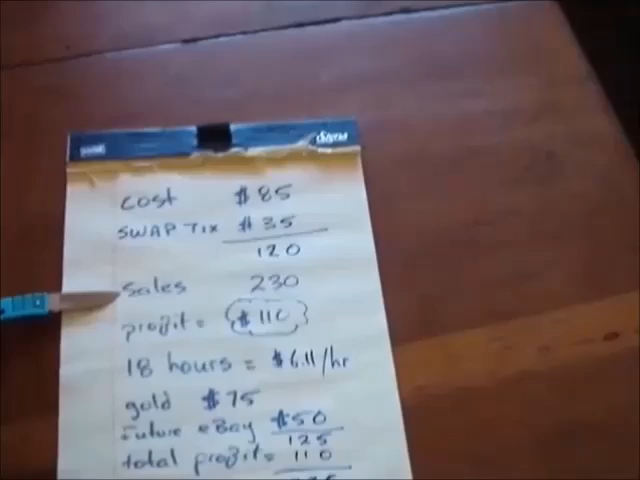 cost $85
SWAP TIX $35
120
sales 230
profit = $110
18 hours = $6.11/hr
gold $75
Future eBay $50
125
total profit = 110